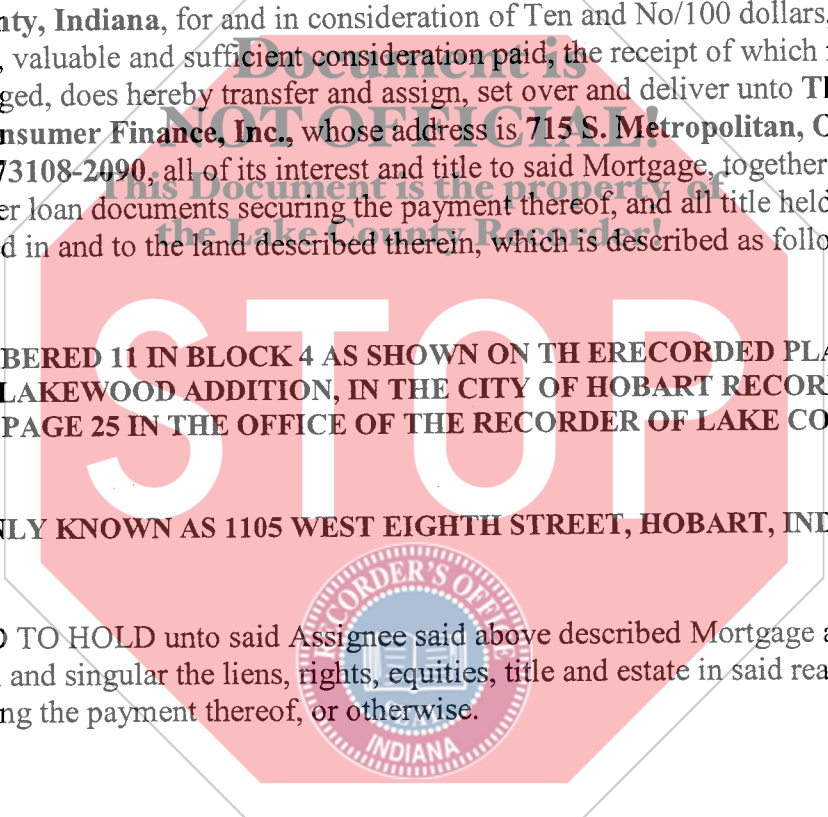 nty, Indiana, for and in consideration of Ten and No/100 dollars,
, valuable and sufficient consideration paid, the receipt of which
ged, does hereby transfer and assign, set over and deliver unto Th
nsumer Finance, Inc., whose address is 715 S. Metropolitan, O
73108-2090, all of its interest and title to said Mortgage, together
er loan documents securing the payment thereof, and all title held
d in and to the land described therein, which is described as follo
Document is
NOT OFFICIAL!
This Document is the property of
the Lake County Recorder!
STOP
BERED 11 IN BLOCK 4 AS SHOWN ON TH ERECORDED PLA
LAKEWOOD ADDITION, IN THE CITY OF HOBART RECOR
PAGE 25 IN THE OFFICE OF THE RECORDER OF LAKE CO
NLY KNOWN AS 1105 WEST EIGHTH STREET, HOBART, IND
O TO HOLD unto said Assignee said above described Mortgage a
and singular the liens, rights, equities, title and estate in said rea
ng the payment thereof, or otherwise.
RECORDER'S OFFICE
SEAL
INDIANA